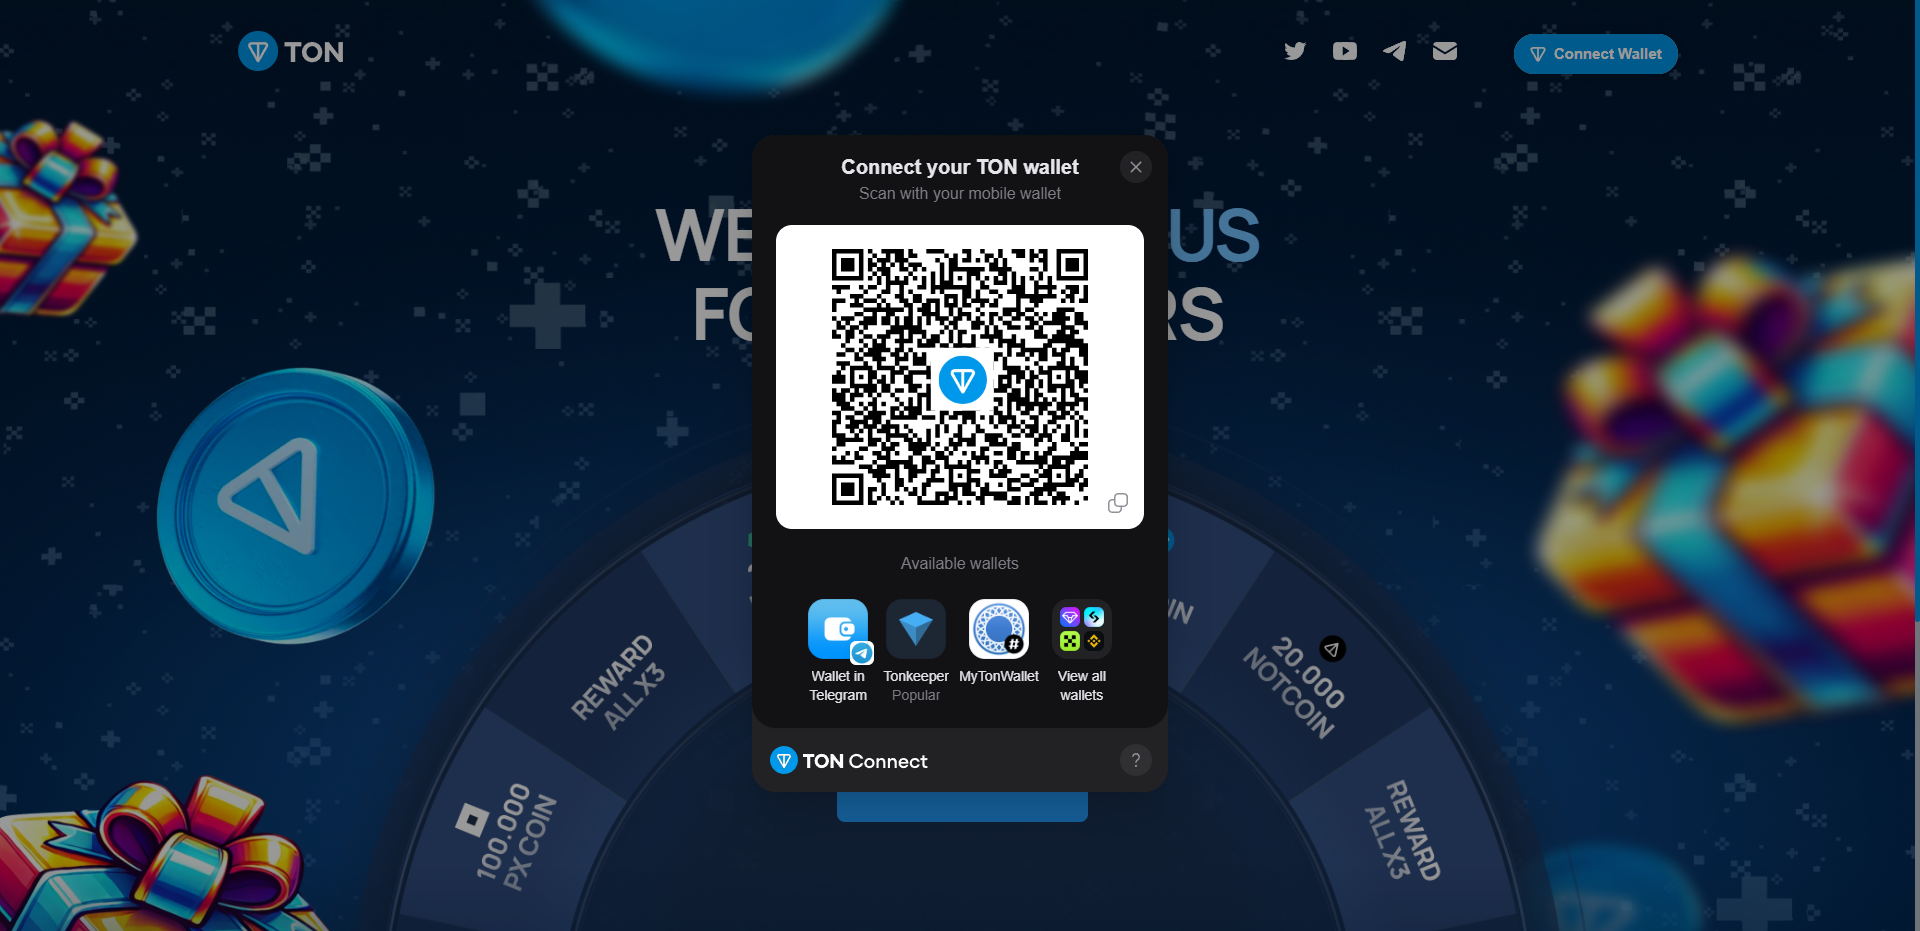 TON
Connect Wallet
Connect your TON wallet
Scan with your mobile wallet
WE
US
FO
RS
Available wallets
Wallet in
Telegram
Tonkeeper
Popular
MyTonWallet
View all
wallets
TON Connect
?
REWARD
ALL X3
100.000
PX COIN
20.000
NOTCOIN
REWARD
ALL X3